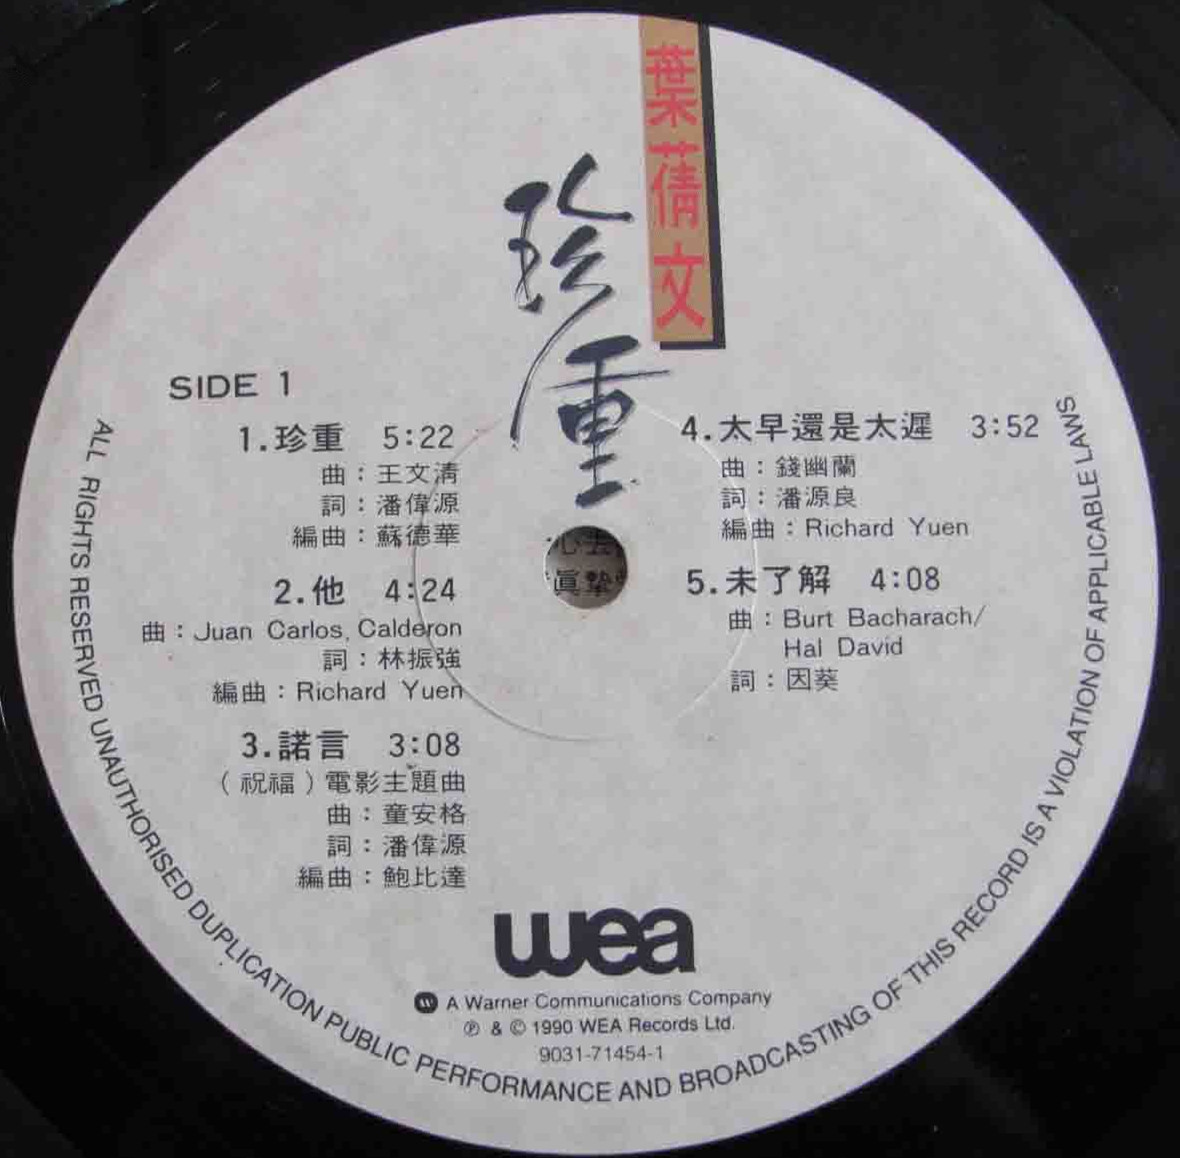 葉蒨文
珍重
SIDE 1
1.珍重 5:22
曲：王文清
詞：潘偉源
編曲：蘇德華
2.他 4:24
曲：Juan Carlos, Calderon
詞：林振強
編曲：Richard Yuen
3.諾言 3:08
（祝福）電影主題曲
曲：童安格
詞：潘偉源
編曲：鮑比達
4.太早還是太遲 3:52
曲：錢幽蘭
詞：潘源良
編曲：Richard Yuen
5.未了解 4:08
曲：Burt Bacharach/
Hal David
詞：因葵
wea
A Warner Communications Company
℗ & © 1990 WEA Records Ltd.
9031-71454-1
ALL RIGHTS RESERVED UNAUTHORISED DUPLICATION PUBLIC PERFORMANCE AND BROADCASTING OF THIS RECORD IS A VIOLATION OF APPLICABLE LAWS
心去
眞摯